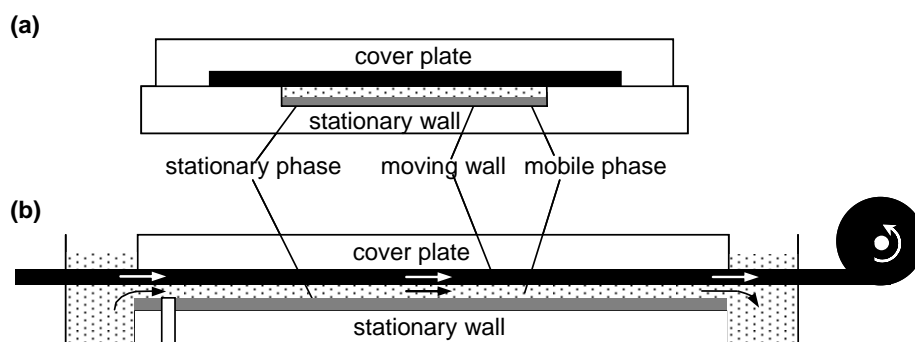 (a)
cover plate
stationary wall
stationary phase moving wall mobile phase
(b)
cover plate
stationary wall